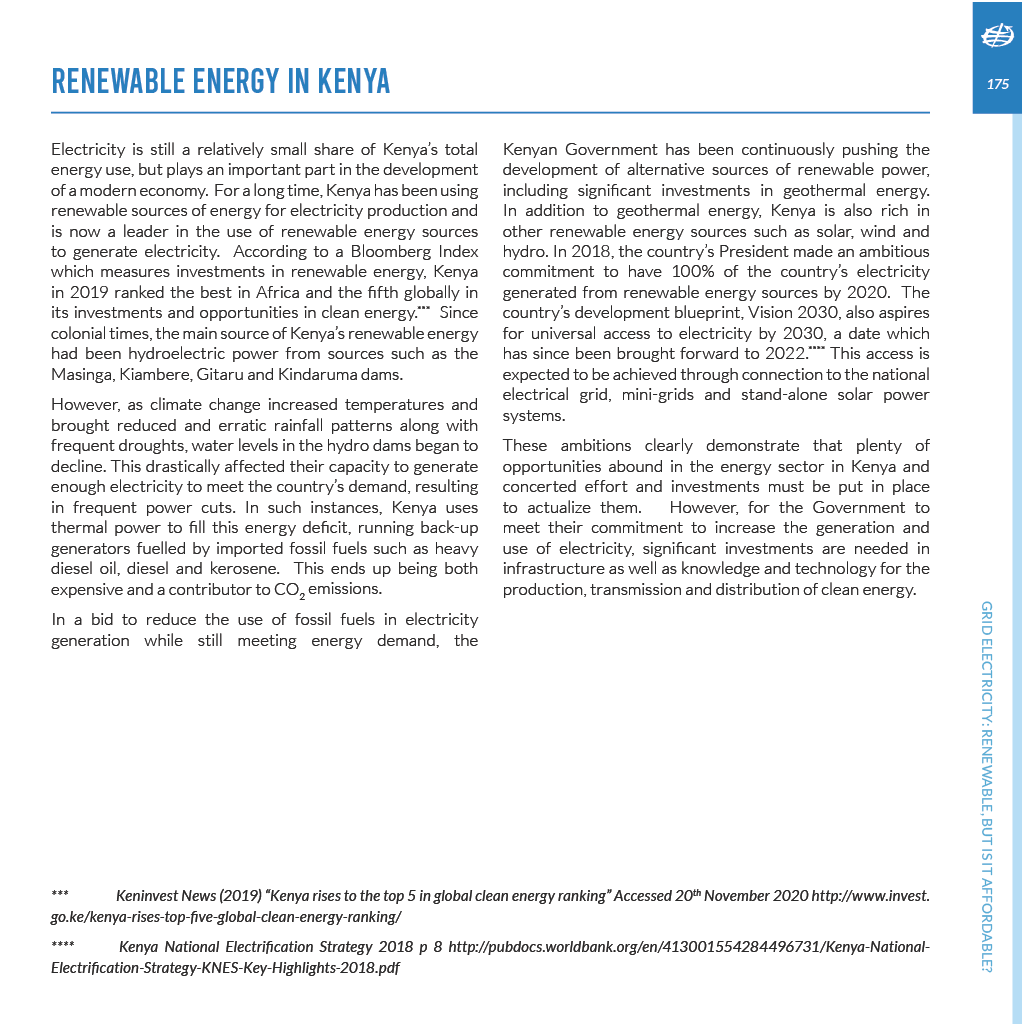 175
RENEWABLE ENERGY IN KENYA
Electricity is still a relatively small share of Kenya's total
energy use, but plays an important part in the development
of a modern economy.  For a long time, Kenya has been using
renewable sources of energy for electricity production and
is now a leader in the use of renewable energy sources
to generate electricity.  According to a Bloomberg Index
which measures investments in renewable energy, Kenya
in 2019 ranked the best in Africa and the fifth globally in
its investments and opportunities in clean energy.***  Since
colonial times, the main source of Kenya's renewable energy
had been hydroelectric power from sources such as the
Masinga, Kiambere, Gitaru and Kindaruma dams.
However, as climate change increased temperatures and
brought reduced and erratic rainfall patterns along with
frequent droughts, water levels in the hydro dams began to
decline. This drastically affected their capacity to generate
enough electricity to meet the country's demand, resulting
in frequent power cuts. In such instances, Kenya uses
thermal power to fill this energy deficit, running back-up
generators fuelled by imported fossil fuels such as heavy
diesel oil, diesel and kerosene.  This ends up being both
expensive and a contributor to CO2 emissions.
In a bid to reduce the use of fossil fuels in electricity
generation while still meeting energy demand, the
Kenyan Government has been continuously pushing the
development of alternative sources of renewable power,
including significant investments in geothermal energy.
In addition to geothermal energy, Kenya is also rich in
other renewable energy sources such as solar, wind and
hydro. In 2018, the country's President made an ambitious
commitment to have 100% of the country's electricity
generated from renewable energy sources by 2020.  The
country's development blueprint, Vision 2030, also aspires
for universal access to electricity by 2030, a date which
has since been brought forward to 2022.**** This access is
expected to be achieved through connection to the national
electrical grid, mini-grids and stand-alone solar power
systems.
These ambitions clearly demonstrate that plenty of
opportunities abound in the energy sector in Kenya and
concerted effort and investments must be put in place
to actualize them.   However, for the Government to
meet their commitment to increase the generation and
use of electricity, significant investments are needed in
infrastructure as well as knowledge and technology for the
production, transmission and distribution of clean energy.
GRID ELECTRICITY: RENEWABLE, BUT IS IT AFFORDABLE?
*** Keninvest News (2019) "Kenya rises to the top 5 in global clean energy ranking" Accessed 20th November 2020 http://www.invest.
go.ke/kenya-rises-top-five-global-clean-energy-ranking/
**** Kenya National Electrification Strategy 2018 p 8 http://pubdocs.worldbank.org/en/413001554284496731/Kenya-National-
Electrification-Strategy-KNES-Key-Highlights-2018.pdf